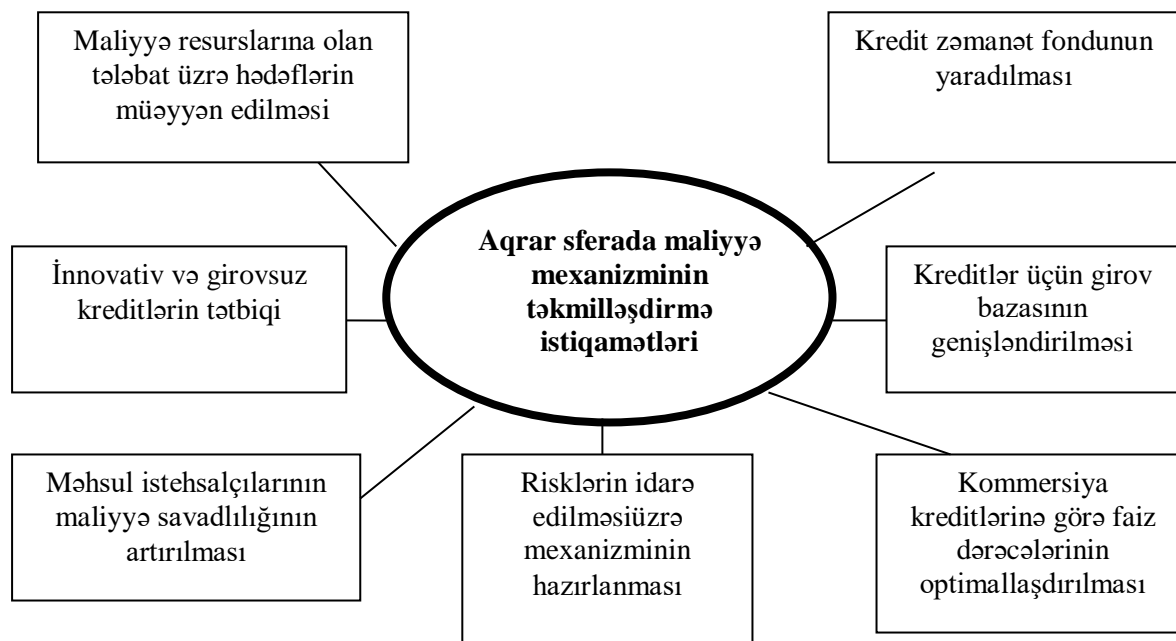 Maliyyə resurslarına olan
tələbat üzrə hədəflərin
müəyyən edilməsi
Kredit zəmanət fondunun
yaradılması
Aqrar sferada maliyyə
mexanizminin
təkmilləşdirmə
istiqamətləri
İnnovativ və girovsuz
kreditlərin tətbiqi
Kreditlər üçün girov
bazasının
genişləndirilməsi
Məhsul istehsalçılarının
maliyyə savadlılığının
artırılması
Risklərin idarə
edilməsiüzrə
mexanizminin
hazırlanması
Kommersiya
kreditlərinə görə faiz
dərəcələrinin
optimallaşdırılması